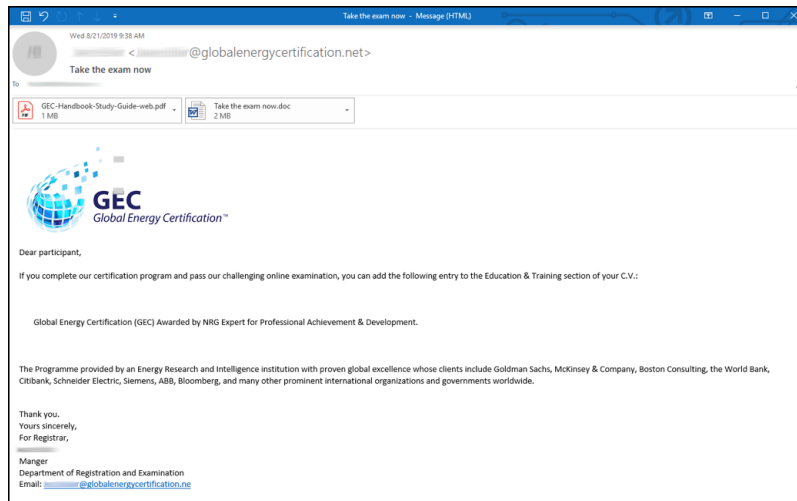 Take the exam now - Message (HTML)
Wed 8/21/2019 9:38 AM
< @globalenergycertification.net>
Take the exam now
To
GEC-Handbook-Study-Guide-web.pdf
1 MB
Take the exam now.doc
2 MB
GEC
Global Energy Certification™
Dear participant,
If you complete our certification program and pass our challenging online examination, you can add the following entry to the Education & Training section of your C.V.:
Global Energy Certification (GEC) Awarded by NRG Expert for Professional Achievement & Development.
The Programme provided by an Energy Research and Intelligence institution with proven global excellence whose clients include Goldman Sachs, McKinsey & Company, Boston Consulting, the World Bank,
Citibank, Schneider Electric, Siemens, ABB, Bloomberg, and many other prominent international organizations and governments worldwide.
Thank you.
Yours sincerely,
For Registrar,
Manger
Department of Registration and Examination
Email: @globalenergycertification.ne